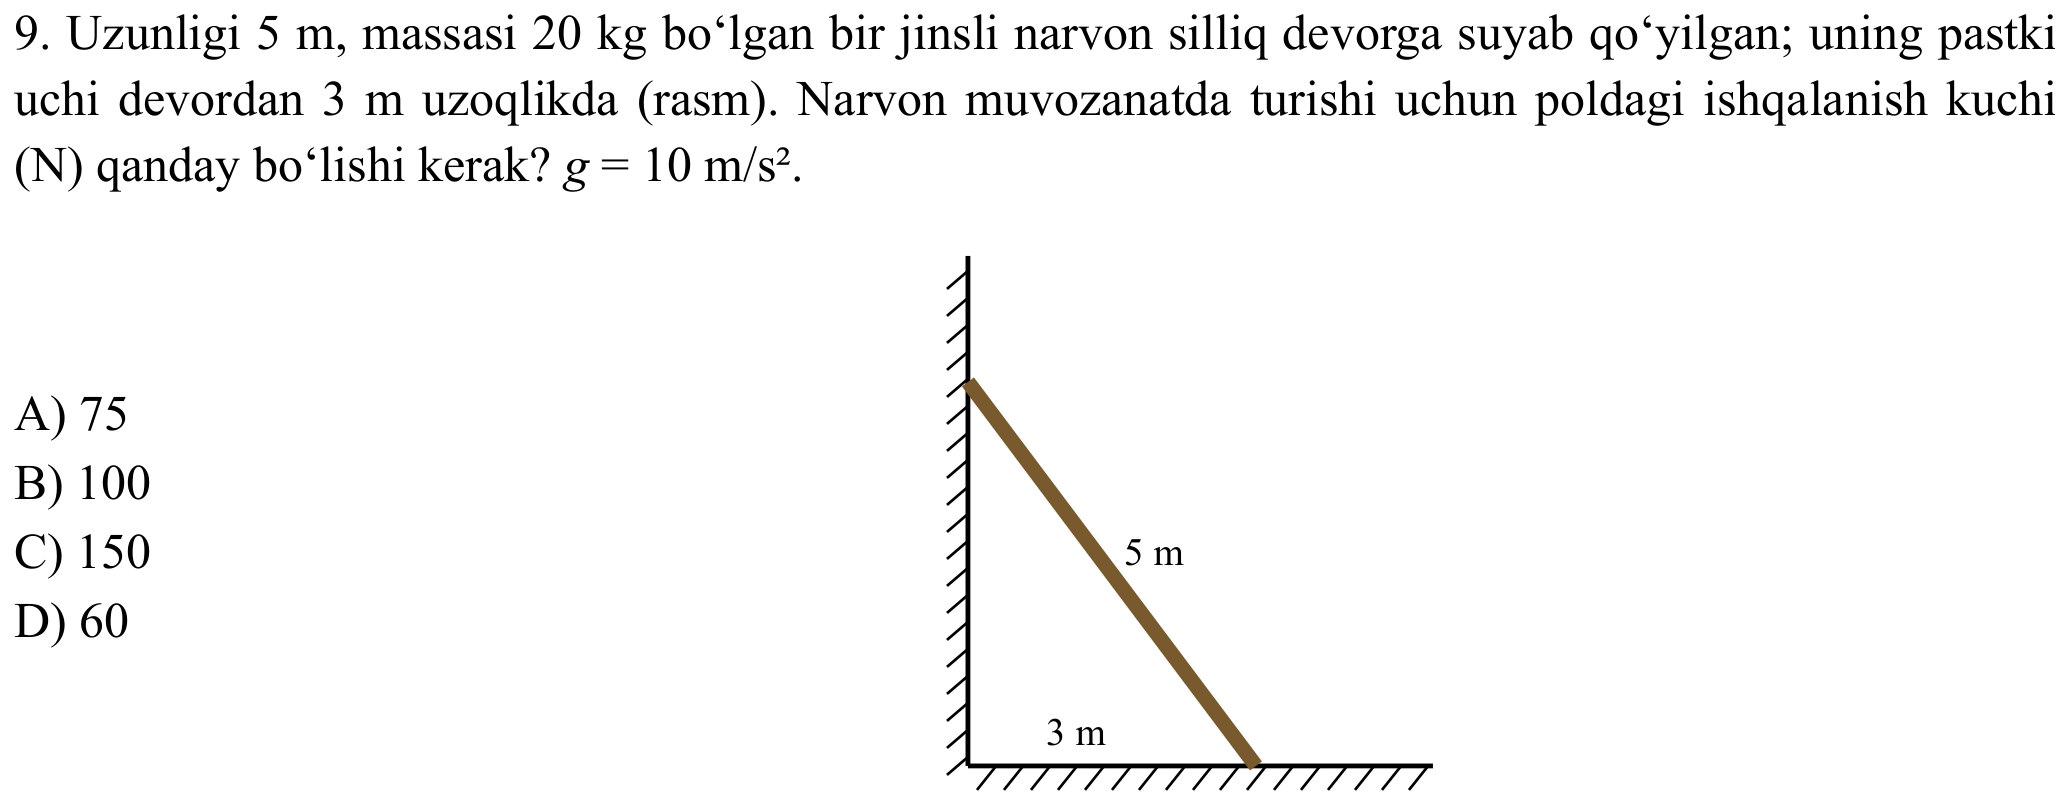 9. Uzunligi 5 m, massasi 20 kg bo‘lgan bir jinsli narvon silliq devorga suyab qo‘yilgan; uning pastki
uchi devordan 3 m uzoqlikda (rasm). Narvon muvozanatda turishi uchun poldagi ishqalanish kuchi
(N) qanday bo‘lishi kerak? g = 10 m/s².
A) 75
B) 100
C) 150
D) 60
5 m
3 m